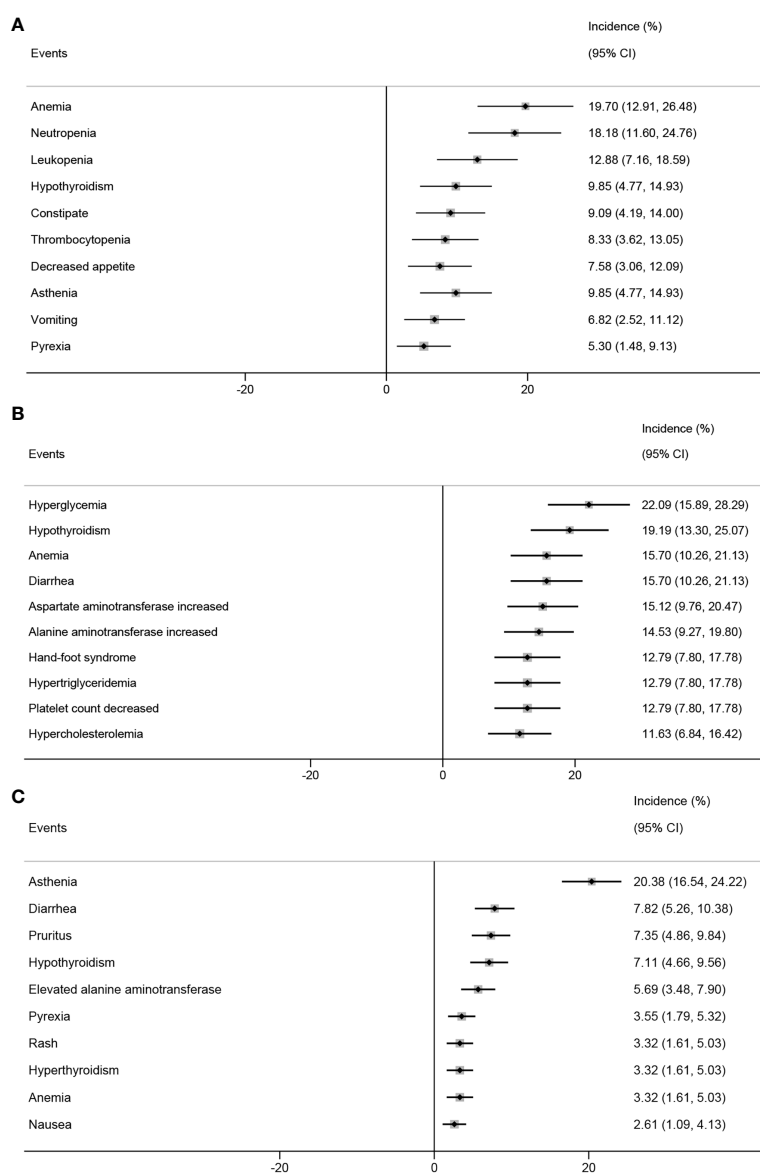 A
Incidence (%)
Events (95% CI)
Anemia 19.70 (12.91, 26.48)
Neutropenia 18.18 (11.60, 24.76)
Leukopenia 12.88 (7.16, 18.59)
Hypothyroidism 9.85 (4.77, 14.93)
Constipate 9.09 (4.19, 14.00)
Thrombocytopenia 8.33 (3.62, 13.05)
Decreased appetite 7.58 (3.06, 12.09)
Asthenia 9.85 (4.77, 14.93)
Vomiting 6.82 (2.52, 11.12)
Pyrexia 5.30 (1.48, 9.13)
-20 0 20
B
Incidence (%)
Events (95% CI)
Hyperglycemia 22.09 (15.89, 28.29)
Hypothyroidism 19.19 (13.30, 25.07)
Anemia 15.70 (10.26, 21.13)
Diarrhea 15.70 (10.26, 21.13)
Aspartate aminotransferase increased 15.12 (9.76, 20.47)
Alanine aminotransferase increased 14.53 (9.27, 19.80)
Hand-foot syndrome 12.79 (7.80, 17.78)
Hypertriglyceridemia 12.79 (7.80, 17.78)
Platelet count decreased 12.79 (7.80, 17.78)
Hypercholesterolemia 11.63 (6.84, 16.42)
-20 0 20
C
Incidence (%)
Events (95% CI)
Asthenia 20.38 (16.54, 24.22)
Diarrhea 7.82 (5.26, 10.38)
Pruritus 7.35 (4.86, 9.84)
Hypothyroidism 7.11 (4.66, 9.56)
Elevated alanine aminotransferase 5.69 (3.48, 7.90)
Pyrexia 3.55 (1.79, 5.32)
Rash 3.32 (1.61, 5.03)
Hyperthyroidism 3.32 (1.61, 5.03)
Anemia 3.32 (1.61, 5.03)
Nausea 2.61 (1.09, 4.13)
-20 0 20